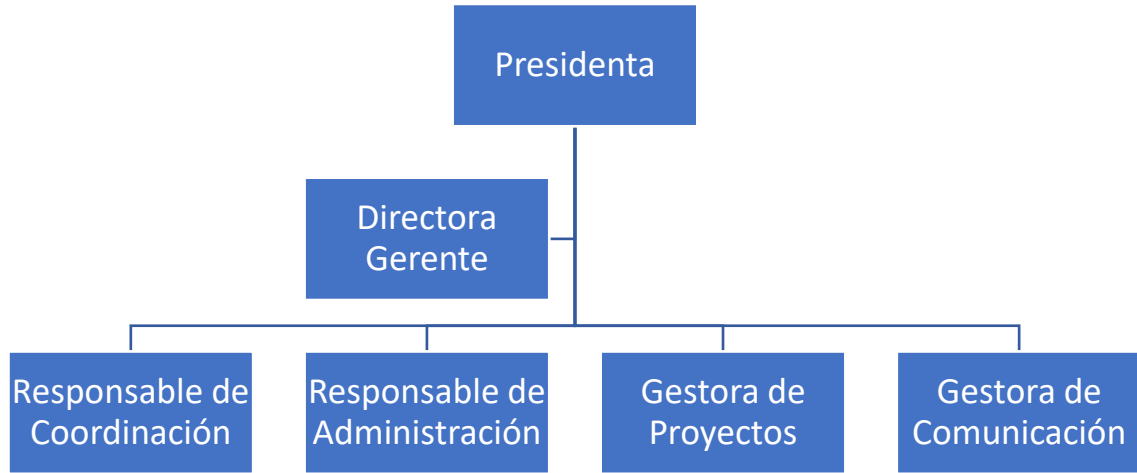 Presidenta
Directora
Gerente
Responsable de
Coordinación
Responsable de
Administración
Gestora de
Proyectos
Gestora de
Comunicación